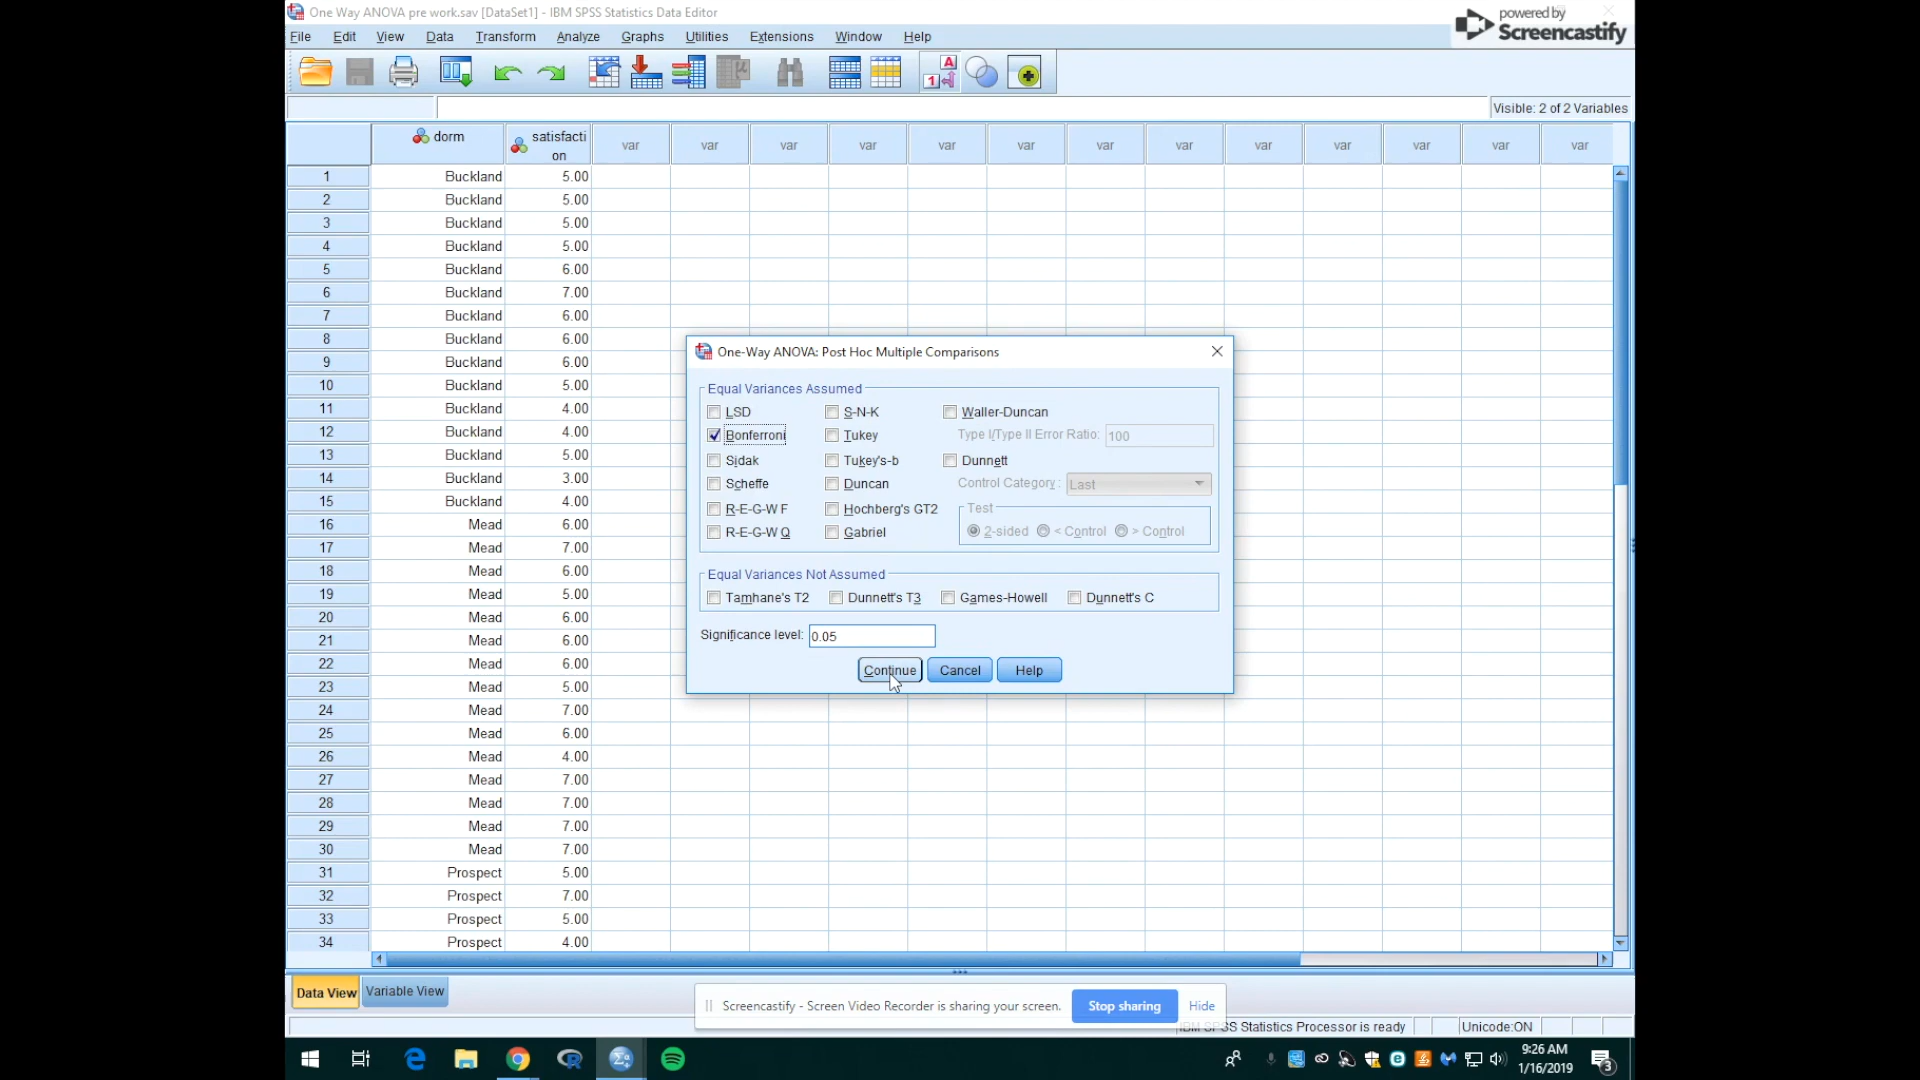 One Way ANOVA pre work.sav [DataSet1] - IBM SPSS Statistics Data Editor
powered by
Screencastify
File Edit View Data Transform Analyze Graphs Utilities Extensions Window Help
Visible: 2 of 2 Variables
dorm satisfacti var var var var var var var var var var var var var
on
1 Buckland 5.00
2 Buckland 5.00
3 Buckland 5.00
4 Buckland 5.00
5 Buckland 6.00
6 Buckland 7.00
7 Buckland 6.00
8 Buckland 6.00
9 Buckland 6.00
10 Buckland 5.00
11 Buckland 4.00
12 Buckland 4.00
13 Buckland 5.00
14 Buckland 3.00
15 Buckland 4.00
16 Mead 6.00
17 Mead 7.00
18 Mead 6.00
19 Mead 5.00
20 Mead 6.00
21 Mead 6.00
22 Mead 6.00
23 Mead 5.00
24 Mead 7.00
25 Mead 6.00
26 Mead 4.00
27 Mead 7.00
28 Mead 7.00
29 Mead 7.00
30 Mead 7.00
31 Prospect 5.00
32 Prospect 7.00
33 Prospect 5.00
34 Prospect 4.00
One-Way ANOVA: Post Hoc Multiple Comparisons
Equal Variances Assumed
LSD S-N-K Waller-Duncan
Bonferroni Tukey Type I/Type II Error Ratio: 100
Sidak Tukey's-b Dunnett
Scheffe Duncan Control Category: Last
R-E-G-W F Hochberg's GT2 Test
R-E-G-W Q Gabriel 2-sided < Control > Control
Equal Variances Not Assumed
Tamhane's T2 Dunnett's T3 Games-Howell Dunnett's C
Significance level: 0.05
Continue Cancel Help
Data View Variable View
Screencastify - Screen Video Recorder is sharing your screen. Stop sharing Hide
IBM SPSS Statistics Processor is ready Unicode:ON
9:26 AM
1/16/2019
3